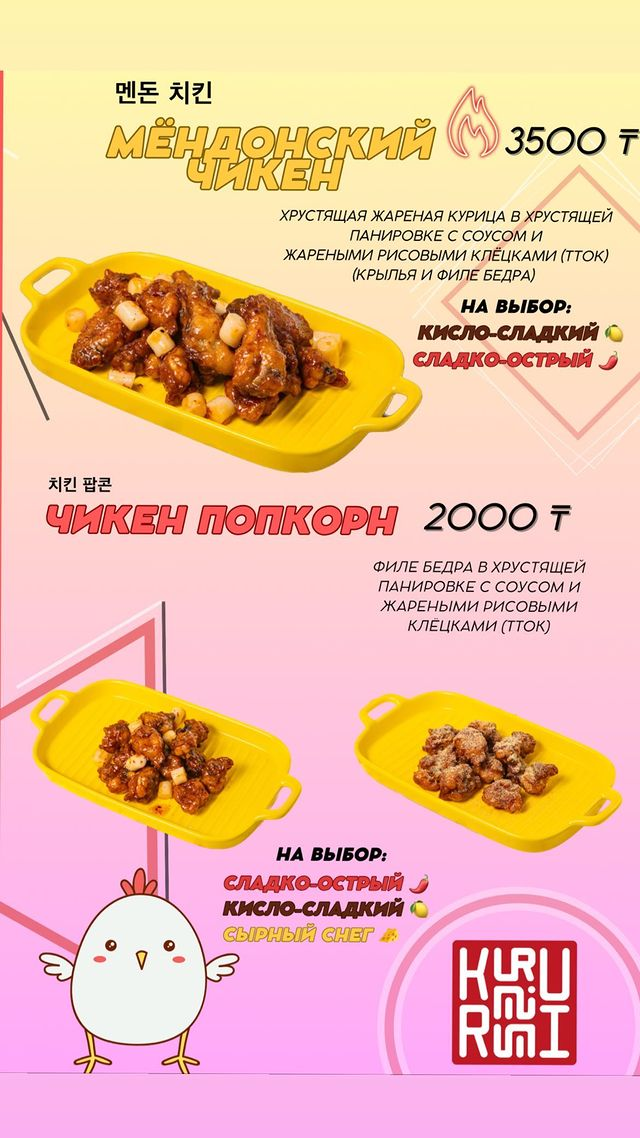 멘돈 치킨
МЁНДОНСКИЙ
ЧИКЕН
3500 ₸
ХРУСТЯЩАЯ ЖАРЕНАЯ КУРИЦА В ХРУСТЯЩЕЙ
ПАНИРОВКЕ С СОУСОМ И
ЖАРЕНЫМИ РИСОВЫМИ КЛЁЦКАМИ (ТТОК)
(КРЫЛЬЯ И ФИЛЕ БЕДРА)
НА ВЫБОР:
КИСЛО-СЛАДКИЙ
СЛАДКО-ОСТРЫЙ
치킨 팝콘
ЧИКЕН ПОПКОРН
2000 ₸
ФИЛЕ БЕДРА В ХРУСТЯЩЕЙ
ПАНИРОВКЕ С СОУСОМ И
ЖАРЕНЫМИ РИСОВЫМИ
КЛЁЦКАМИ (ТТОК)
НА ВЫБОР:
СЛАДКО-ОСТРЫЙ
КИСЛО-СЛАДКИЙ
СЫРНЫЙ СНЕГ